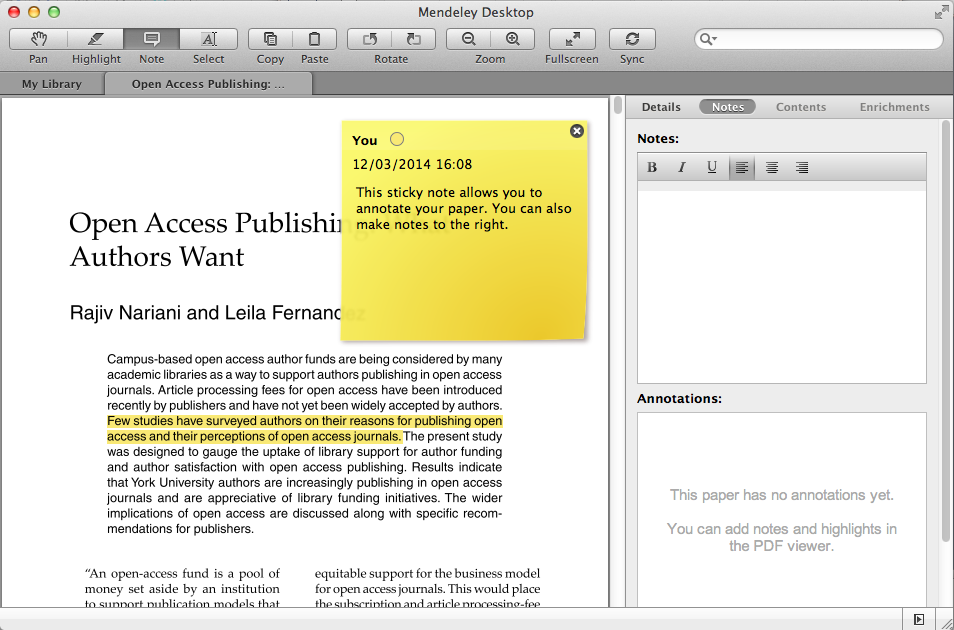 Mendeley Desktop
Pan Highlight Note Select Copy Paste Rotate Zoom Fullscreen Sync
My Library Open Access Publishing: ...
Details Notes Contents Enrichments
You
12/03/2014 16:08
This sticky note allows you to
annotate your paper. You can also
make notes to the right.
Open Access Publishing:
Authors Want
Rajiv Nariani and Leila Fernandez
Campus-based open access author funds are being considered by many
academic libraries as a way to support authors publishing in open access
journals. Article processing fees for open access have been introduced
recently by publishers and have not yet been widely accepted by authors.
Few studies have surveyed authors on their reasons for publishing open
access and their perceptions of open access journals. The present study
was designed to gauge the uptake of library support for author funding
and author satisfaction with open access publishing. Results indicate
that York University authors are increasingly publishing in open access
journals and are appreciative of library funding initiatives. The wider
implications of open access are discussed along with specific recom-
mendations for publishers.
“An open-access fund is a pool of
money set aside by an institution
to support publication models that
equitable support for the business model
for open access journals. This would place
the subscription and article processing-fee
Notes:
B I U
Annotations:
This paper has no annotations yet.
You can add notes and highlights in
the PDF viewer.